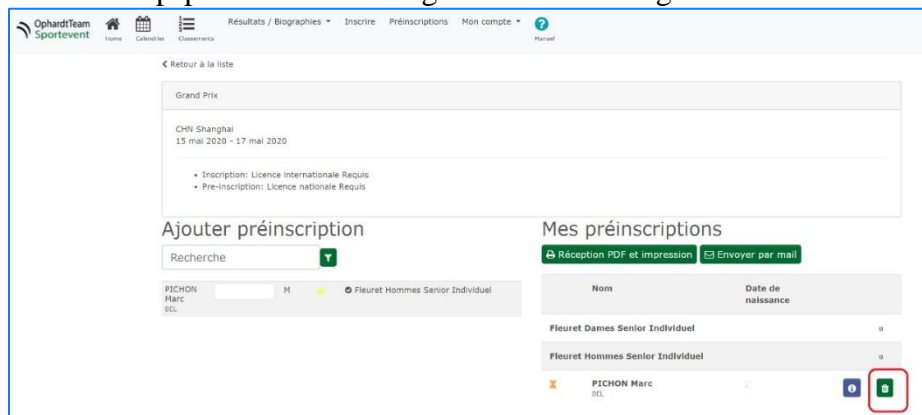 OphardtTeam
Sportevent
Home
Calendrier
Classements
Résultats / Biographies
Inscrire
Préinscriptions
Mon compte
Manuel
Retour à la liste
Grand Prix
CHN Shanghai
15 mai 2020 - 17 mai 2020
• Inscription: Licence internationale Requis
• Pre-inscription: Licence nationale Requis
Ajouter préinscription
Recherche
PICHON Marc
BEL
M
Fleuret Hommes Senior Individuel
Mes préinscriptions
Réception PDF et impression
Envoyer par mail
Nom
Date de naissance
Fleuret Dames Senior Individuel
0
Fleuret Hommes Senior Individuel
0
PICHON Marc
BEL